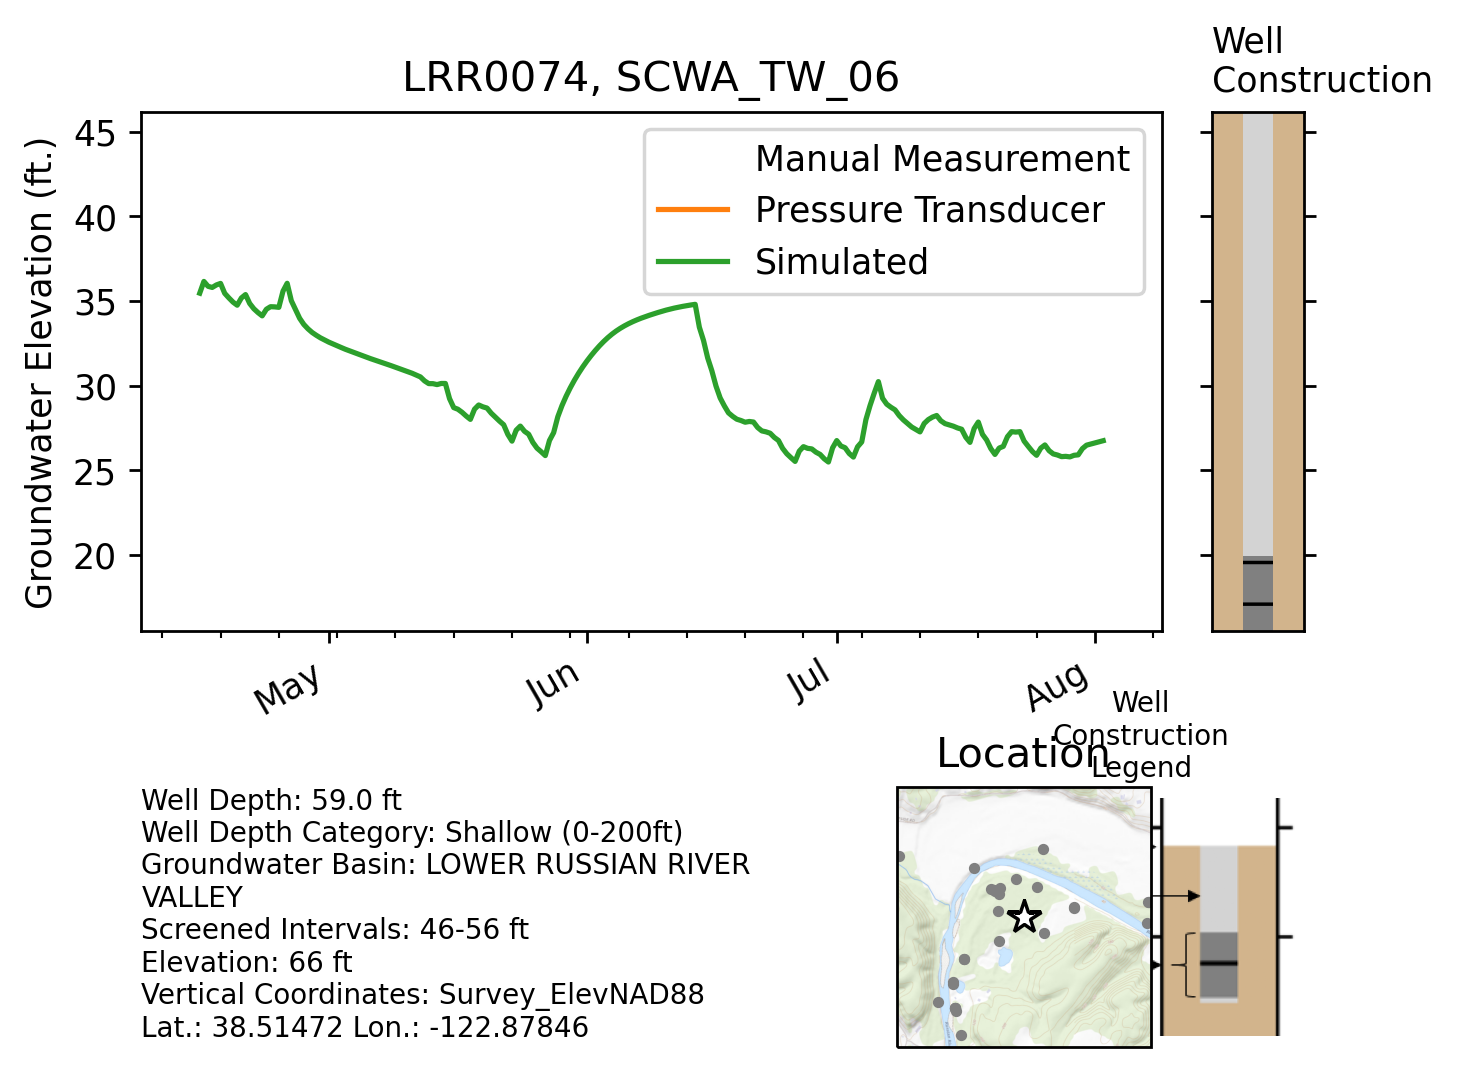 Well
Construction
LRR0074, SCWA_TW_06
Groundwater Elevation (ft.)
45
40
35
30
25
20
Manual Measurement
Pressure Transducer
Simulated
May
Jun
Jul
Aug
Well
Construction
Legend
Location
Well Depth: 59.0 ft
Well Depth Category: Shallow (0-200ft)
Groundwater Basin: LOWER RUSSIAN RIVER
VALLEY
Screened Intervals: 46-56 ft
Elevation: 66 ft
Vertical Coordinates: Survey_ElevNAD88
Lat.: 38.51472 Lon.: -122.87846